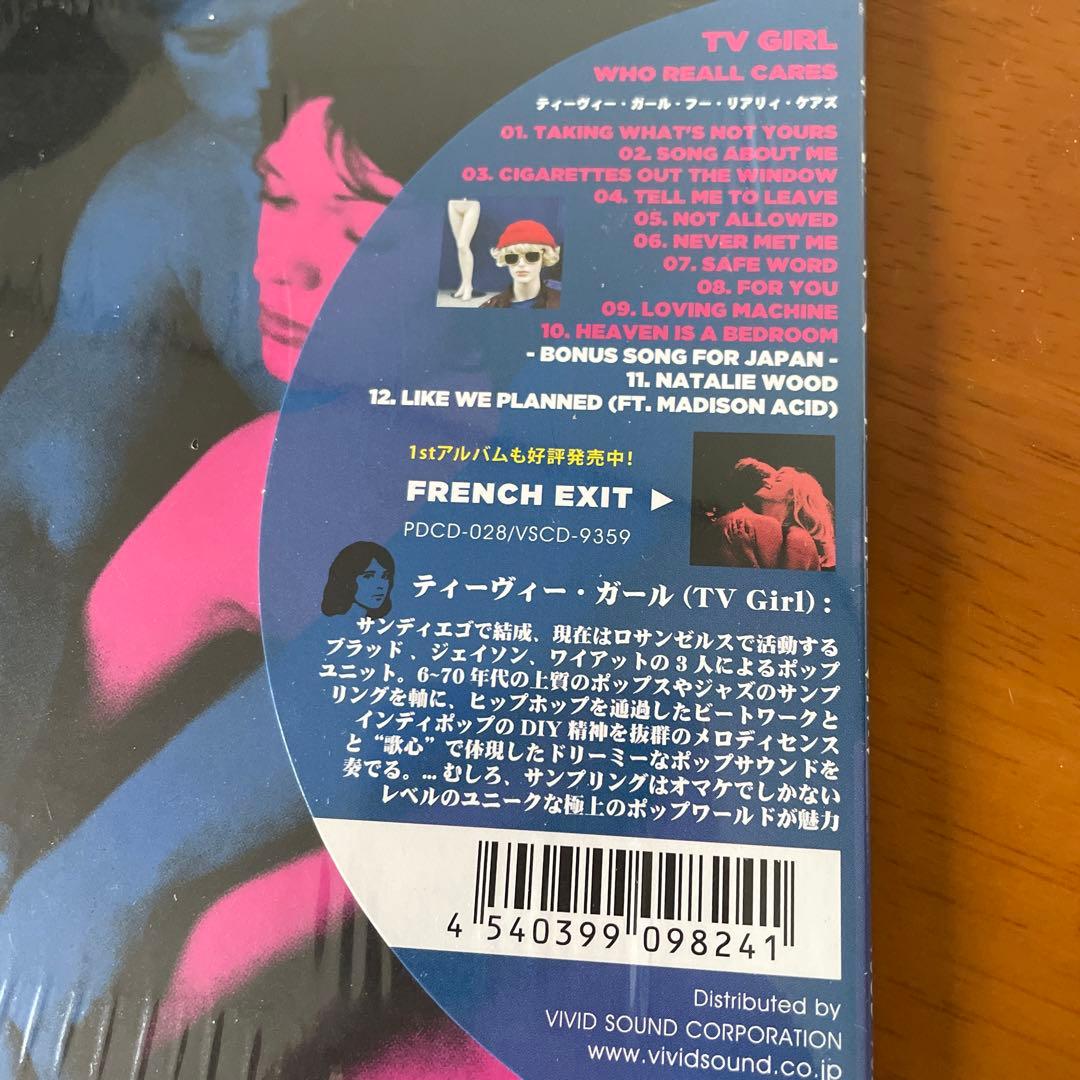 TV GIRL
WHO REALL CARES
ティーヴィー・ガール・フー・リアリィ・ケアズ
01. TAKING WHAT'S NOT YOURS
02. SONG ABOUT ME
03. CIGARETTES OUT THE WINDOW
04. TELL ME TO LEAVE
05. NOT ALLOWED
06. NEVER MET ME
07. SAFE WORD
08. FOR YOU
09. LOVING MACHINE
10. HEAVEN IS A BEDROOM
- BONUS SONG FOR JAPAN -
11. NATALIE WOOD
12. LIKE WE PLANNED (FT. MADISON ACID)
1stアルバムも好評発売中!
FRENCH EXIT ▶
PDCD-028/VSCD-9359
ティーヴィー・ガール (TV Girl) :
サンディエゴで結成、現在はロサンゼルスで活動する
ブラッド 、ジェイソン、ワイアットの3人によるポップ
ユニット。6~70年代の上質のポップスやジャズのサンプ
リングを軸に、ヒップホップを通過したビートワークと
インディポップのDIY精神を抜群のメロディセンス
と “歌心” で体現したドリーミーなポップサウンドを
奏でる。... むしろ、サンプリングはオマケでしかない
レベルのユニークな極上のポップワールドが魅力
4 540399 098241
Distributed by
VIVID SOUND CORPORATION
www.vividsound.co.jp